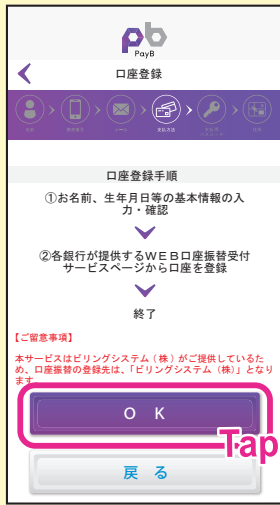 pb
PayB
口座登録
支払方法
口座登録手順
①お名前、生年月日等の基本情報の入
力・確認
②各銀行が提供するWEB口座振替受付
サービスページから口座を登録
終了
【ご留意事項】
本サービスはビリングシステム(株)がご提供しているた
め、口座振替の登録先は、「ビリングシステム(株)」となり
ます。
OK
Tap
戻る